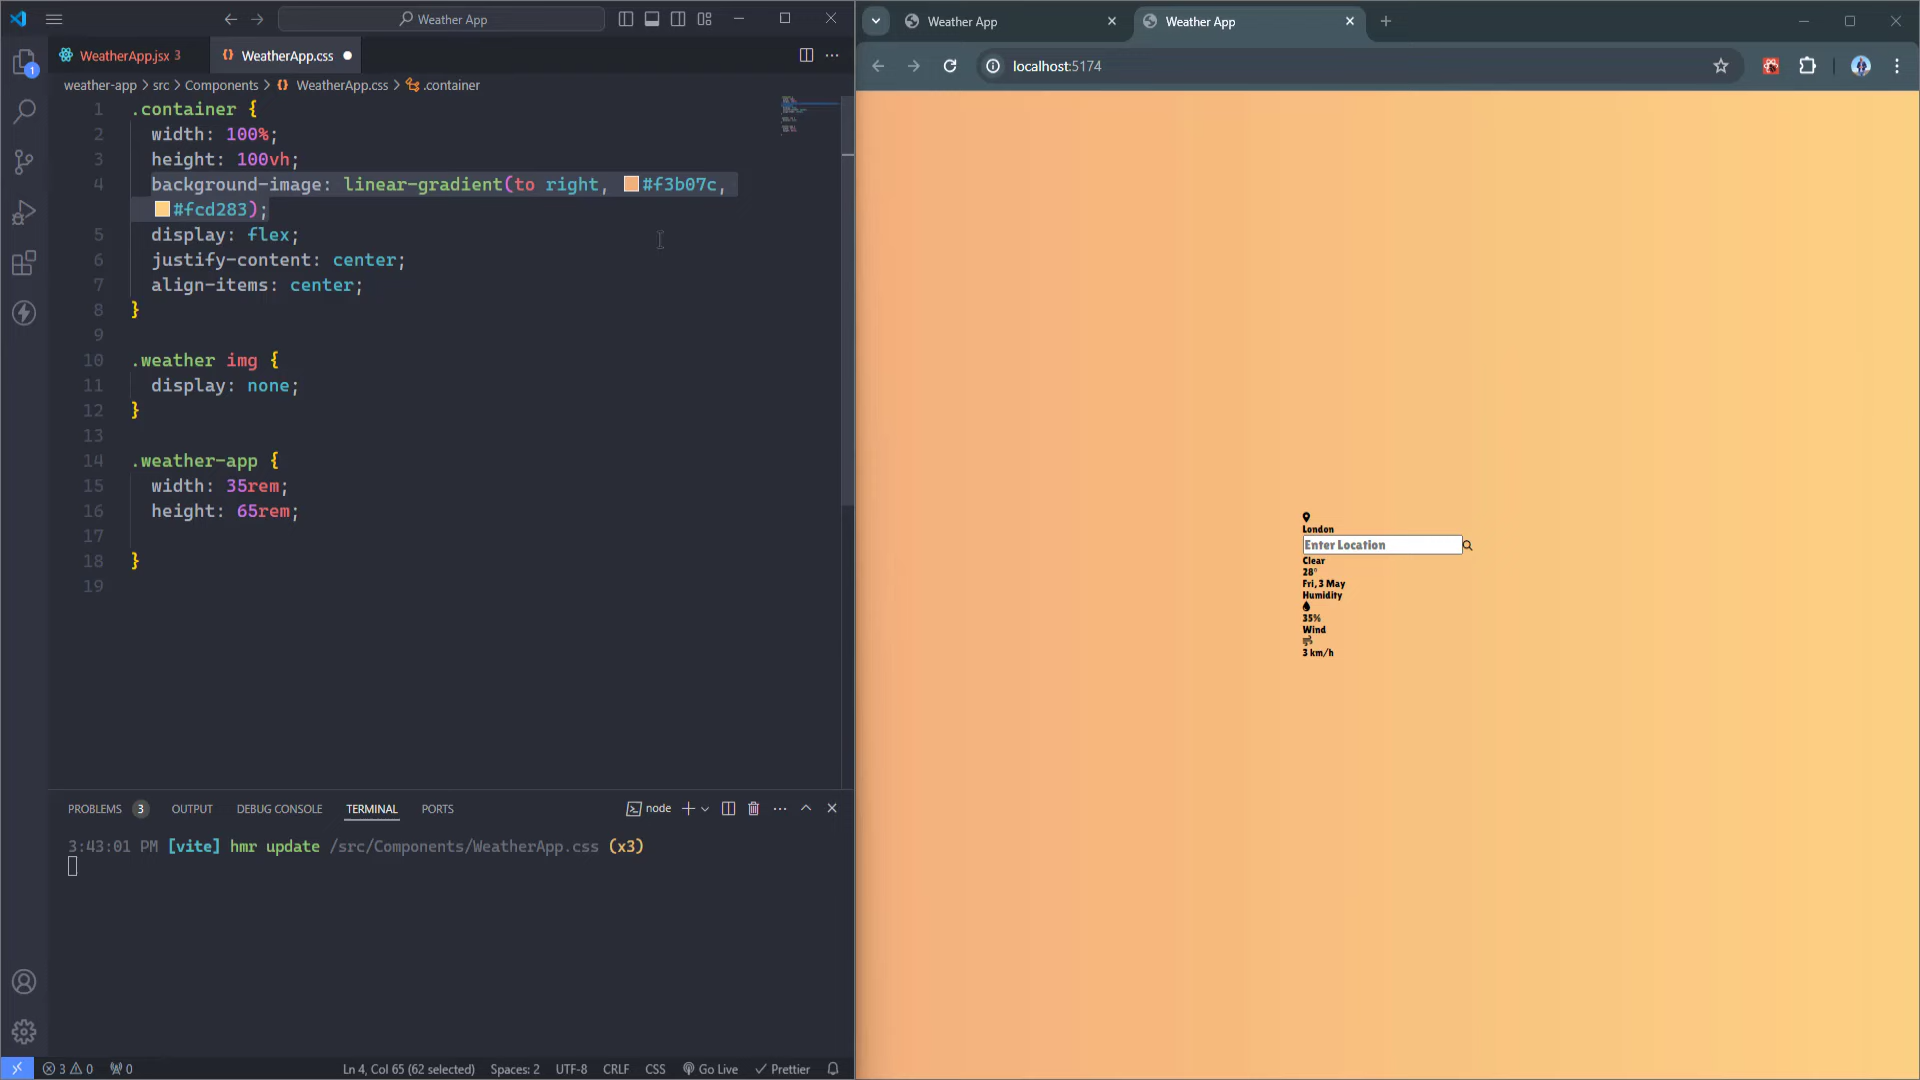 Weather App
WeatherApp.jsx 3
WeatherApp.css
weather-app > src > Components > {} WeatherApp.css > .container
1 .container {
2 width: 100%;
3 height: 100vh;
4 background-image: linear-gradient(to right, #f3b07c,
#fcd283);
5 display: flex;
6 justify-content: center;
7 align-items: center;
8 }
9
10 .weather img {
11 display: none;
12 }
13
14 .weather-app {
15 width: 35rem;
16 height: 65rem;
17
18 }
19
1
PROBLEMS 3 OUTPUT DEBUG CONSOLE TERMINAL PORTS node
3:43:01 PM [vite] hmr update /src/Components/WeatherApp.css (x3)
3 0 0 Ln 4, Col 65 (62 selected) Spaces: 2 UTF-8 CRLF CSS Go Live Prettier
Weather App
Weather App
localhost:5174
London
Enter Location
Clear
28°
Fri, 3 May
Humidity
35%
Wind
3 km/h